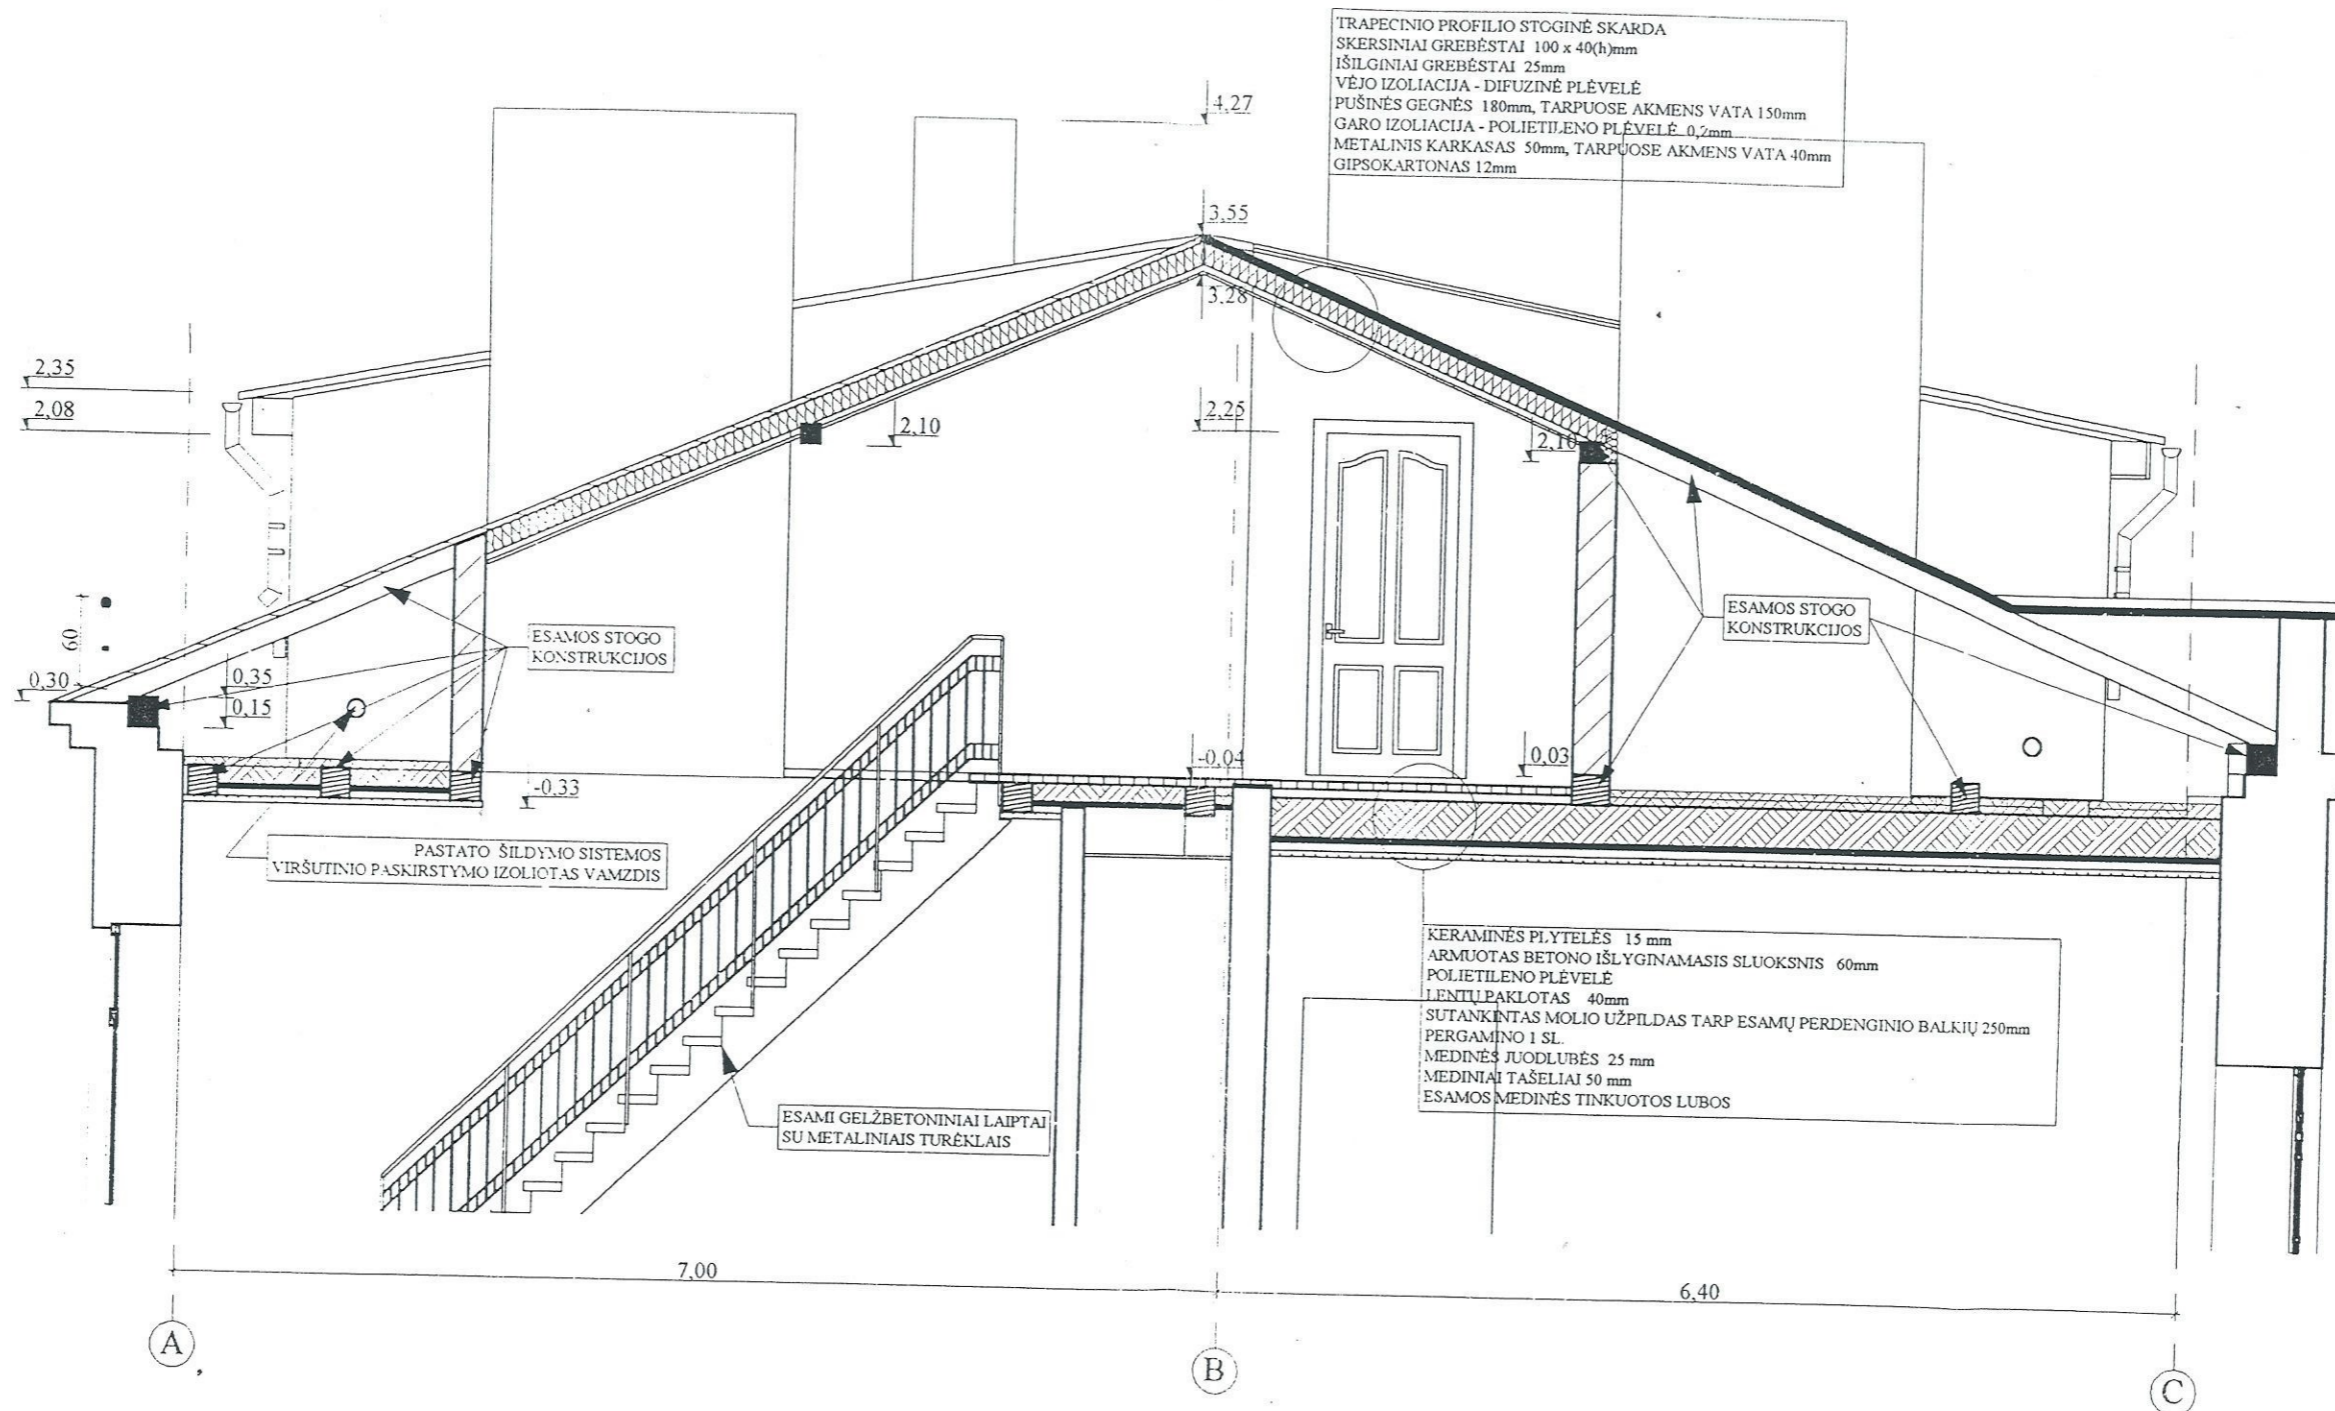 TRAPECINIO PROFILIO STOGINĖ SKARDA
SKERSINIAI GREBĖSTAI 100 x 40(h)mm
IŠILGINIAI GREBĖSTAI 25mm
VĖJO IZOLIACIJA - DIFUZINĖ PLĖVELĖ
PUŠINĖS GEGNĖS 180mm, TARPUOSE AKMENS VATA 150mm
GARO IZOLIACIJA - POLIETILENO PLĖVELĖ 0,2mm
METALINIS KARKASAS 50mm, TARPUOSE AKMENS VATA 40mm
GIPSOKARTONAS 12mm
4,27
3,55
3,28
2,35
2,08
2,10
2,25
2,10
60
0,30
0,35
0,15
ESAMOS STOGO
KONSTRUKCIJOS
ESAMOS STOGO
KONSTRUKCIJOS
-0,33
-0,04
0,03
PASTATO ŠILDYMO SISTEMOS
VIRŠUTINIO PASKIRSTYMO IZOLIOTAS VAMZDIS
KERAMINĖS PLYTELĖS 15 mm
ARMUOTAS BETONO IŠLYGINAMASIS SLUOKSNIS 60mm
POLIETILENO PLĖVELĖ
LENTŲ PAKLOTAS 40mm
SUTANKINTAS MOLIO UŽPILDAS TARP ESAMŲ PERDENGINIO BALKIŲ 250mm
PERGAMINO 1 SL.
MEDINĖS JUODLUBĖS 25 mm
MEDINIAI TAŠELIAI 50 mm
ESAMOS MEDINĖS TINKUOTOS LUBOS
ESAMI GELŽBETONINIAI LAIPTAI
SU METALINIAIS TURĖKLAIS
7,00
6,40
A
B
C